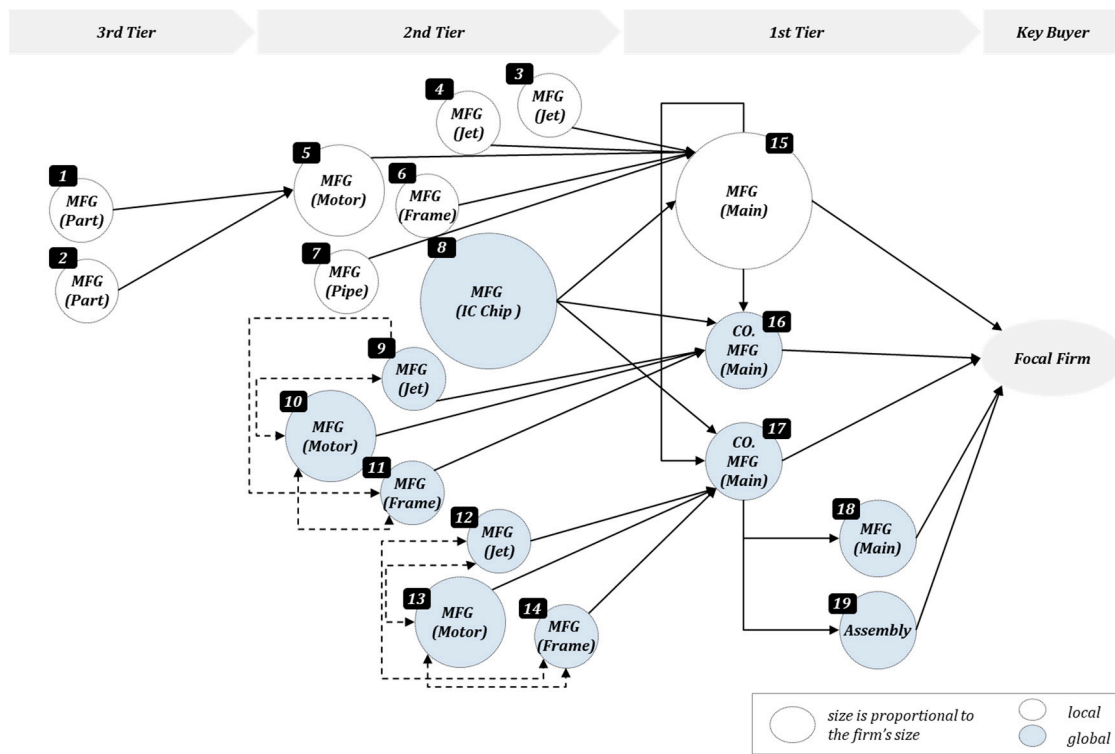 3rd Tier
2nd Tier
1st Tier
Key Buyer
1
MFG
(Part)
2
MFG
(Part)
3
MFG
(Jet)
4
MFG
(Jet)
5
MFG
(Motor)
6
MFG
(Frame)
7
MFG
(Pipe)
8
MFG
(IC Chip )
9
MFG
(Jet)
10
MFG
(Motor)
11
MFG
(Frame)
12
MFG
(Jet)
13
MFG
(Motor)
14
MFG
(Frame)
15
MFG
(Main)
16
CO.
MFG
(Main)
17
CO.
MFG
(Main)
18
MFG
(Main)
19
Assembly
Focal Firm
size is proportional to
the firm's size
local
global